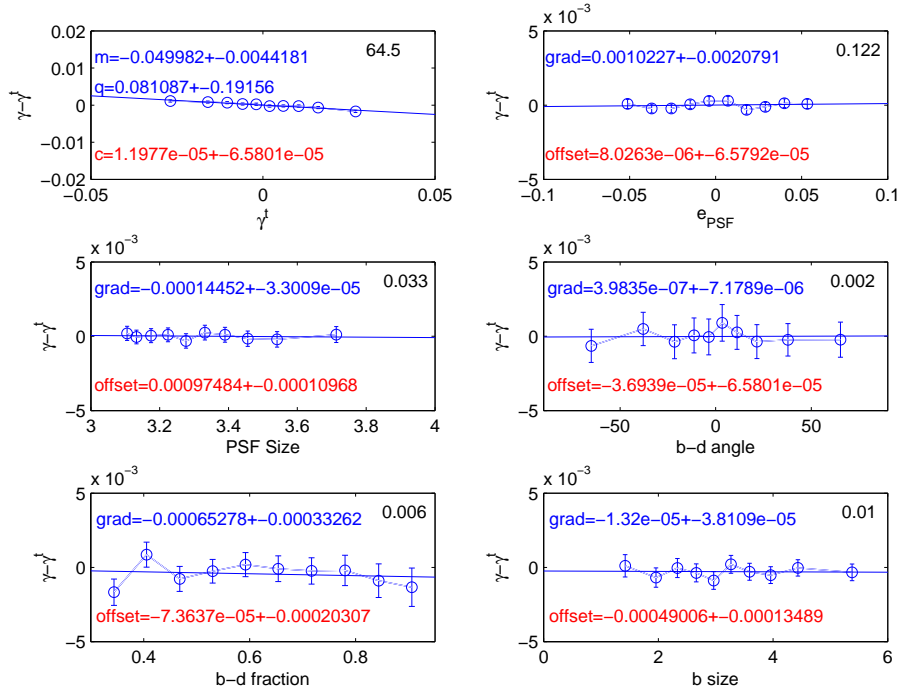 0.02
0.01
0
−0.01
−0.02
−0.05
0
0.05
γ−γᵗ
γᵗ
m=−0.049982+−0.0044181
64.5
q=0.081087+−0.19156
c=1.1977e−05+−6.5801e−05
x 10⁻³
5
0
−5
−0.1
−0.05
0
0.05
0.1
γ−γᵗ
e_PSF
grad=0.0010227+−0.0020791
0.122
offset=8.0263e−06+−6.5792e−05
x 10⁻³
5
0
−5
3
3.2
3.4
3.6
3.8
4
γ−γᵗ
PSF Size
grad=−0.00014452+−3.3009e−05
0.033
offset=0.00097484+−0.00010968
x 10⁻³
5
0
−5
−50
0
50
γ−γᵗ
b−d angle
grad=3.9835e−07+−7.1789e−06
0.002
offset=−3.6939e−05+−6.5801e−05
x 10⁻³
5
0
−5
0.4
0.6
0.8
γ−γᵗ
b−d fraction
grad=−0.00065278+−0.00033262
0.006
offset=−7.3637e−05+−0.00020307
x 10⁻³
5
0
−5
0
2
4
6
γ−γᵗ
b size
grad=−1.32e−05+−3.8109e−05
0.01
offset=−0.00049006+−0.00013489